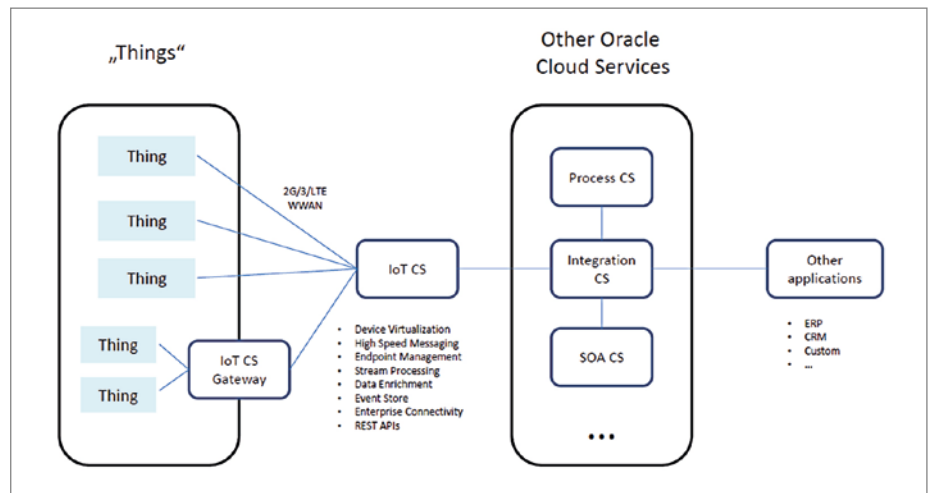 „Things“
Thing
Thing
Thing
Thing
Thing
IoT CS
Gateway
2G/3/LTE
WWAN
IoT CS
• Device Virtualization
• High Speed Messaging
• Endpoint Management
• Stream Processing
• Data Enrichment
• Event Store
• Enterprise Connectivity
• REST APIs
Other Oracle
Cloud Services
Process CS
Integration
CS
SOA CS
...
Other
applications
• ERP
• CRM
• Custom
• ...